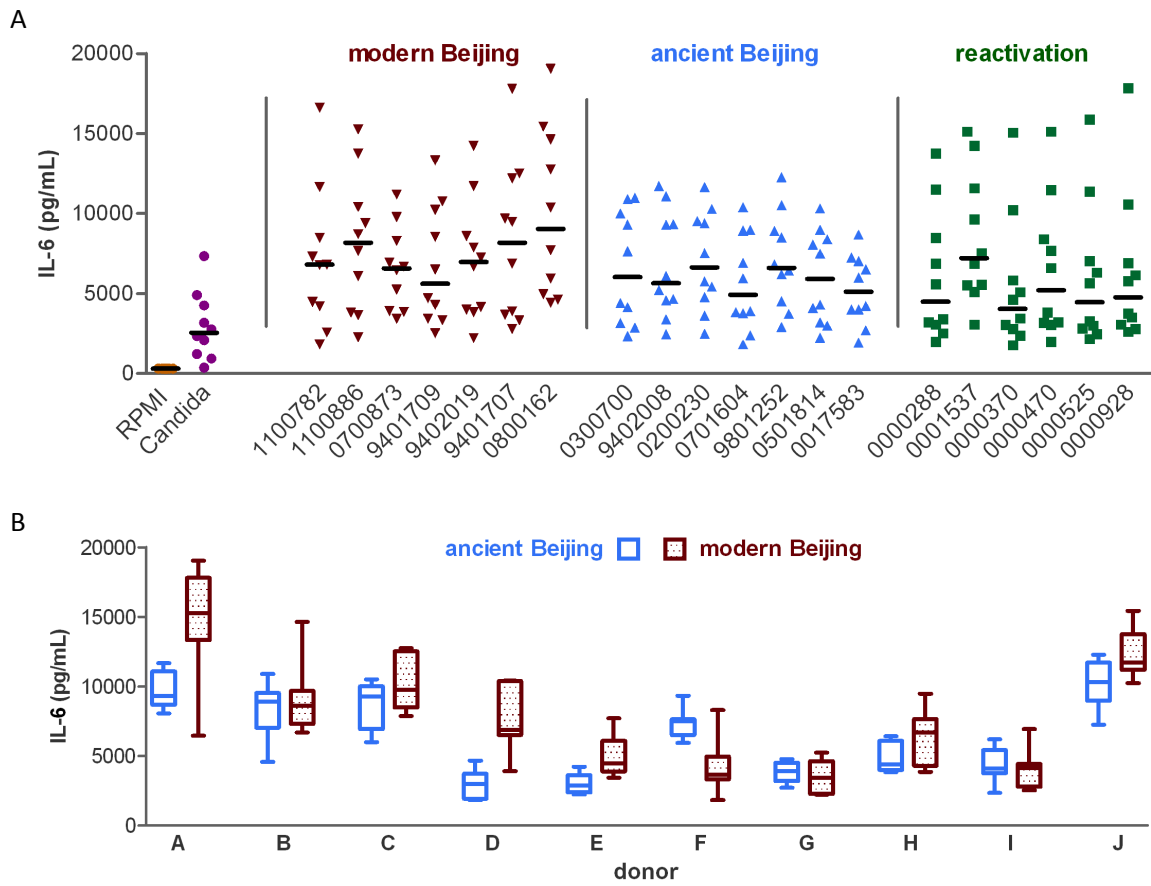 A
modern Beijing
ancient Beijing
reactivation
IL-6 (pg/mL)
20000
15000
10000
5000
0
RPMI
Candida
1100782
1100886
0700873
9401709
9402019
9401707
0800162
0300700
9402008
0200230
0701604
9801252
0501814
0017583
0000288
0001537
0000370
0000470
0000525
0000928
B
ancient Beijing
modern Beijing
IL-6 (pg/mL)
20000
15000
10000
5000
0
A B C D E F G H I J
donor